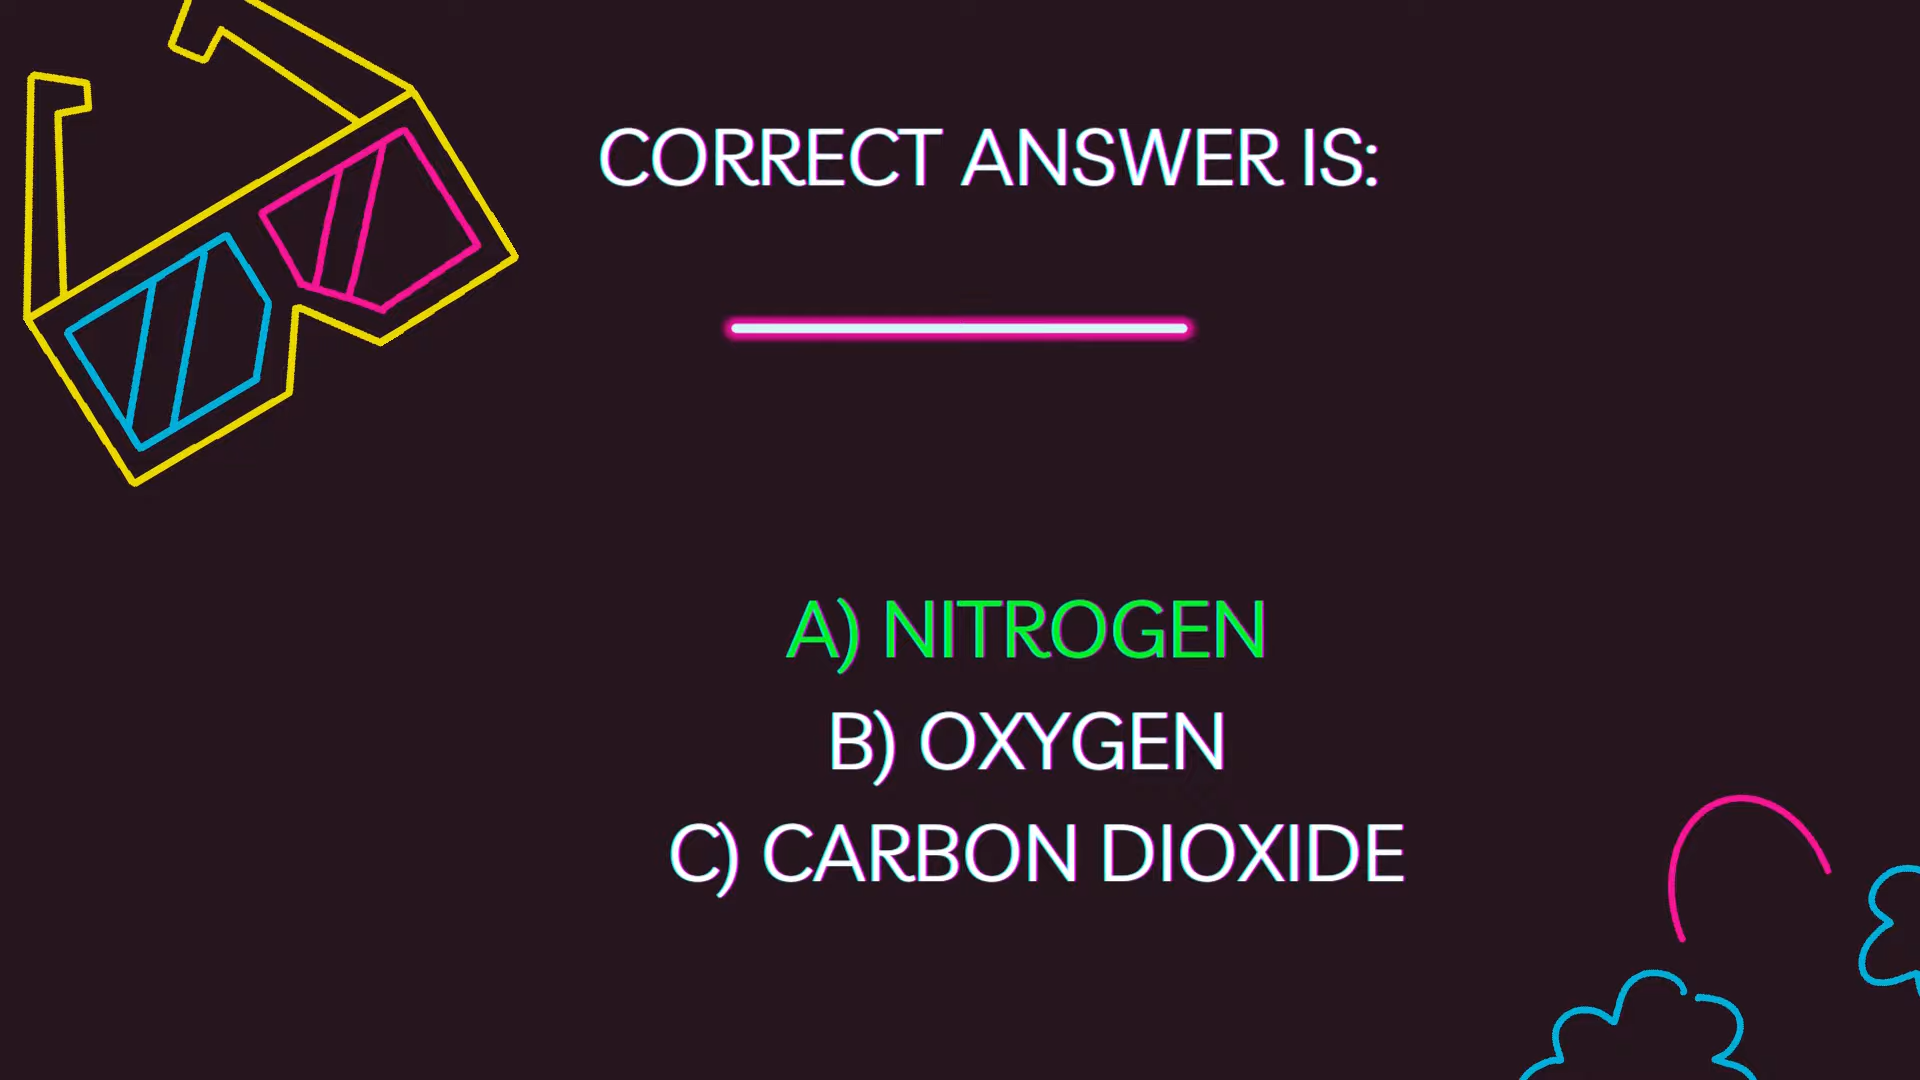 CORRECT ANSWER IS:
A) NITROGEN
B) OXYGEN
C) CARBON DIOXIDE